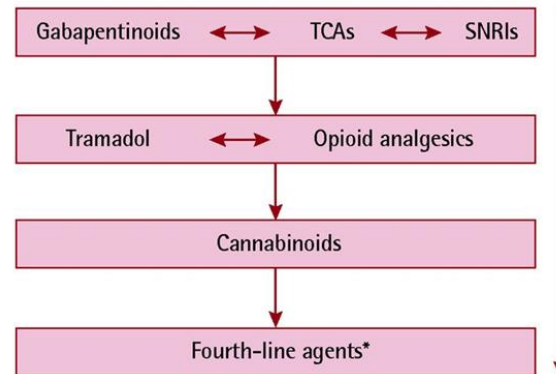 Gabapentinoids TCAs SNRIs
Tramadol Opioid analgesics
Cannabinoids
Fourth-line agents*